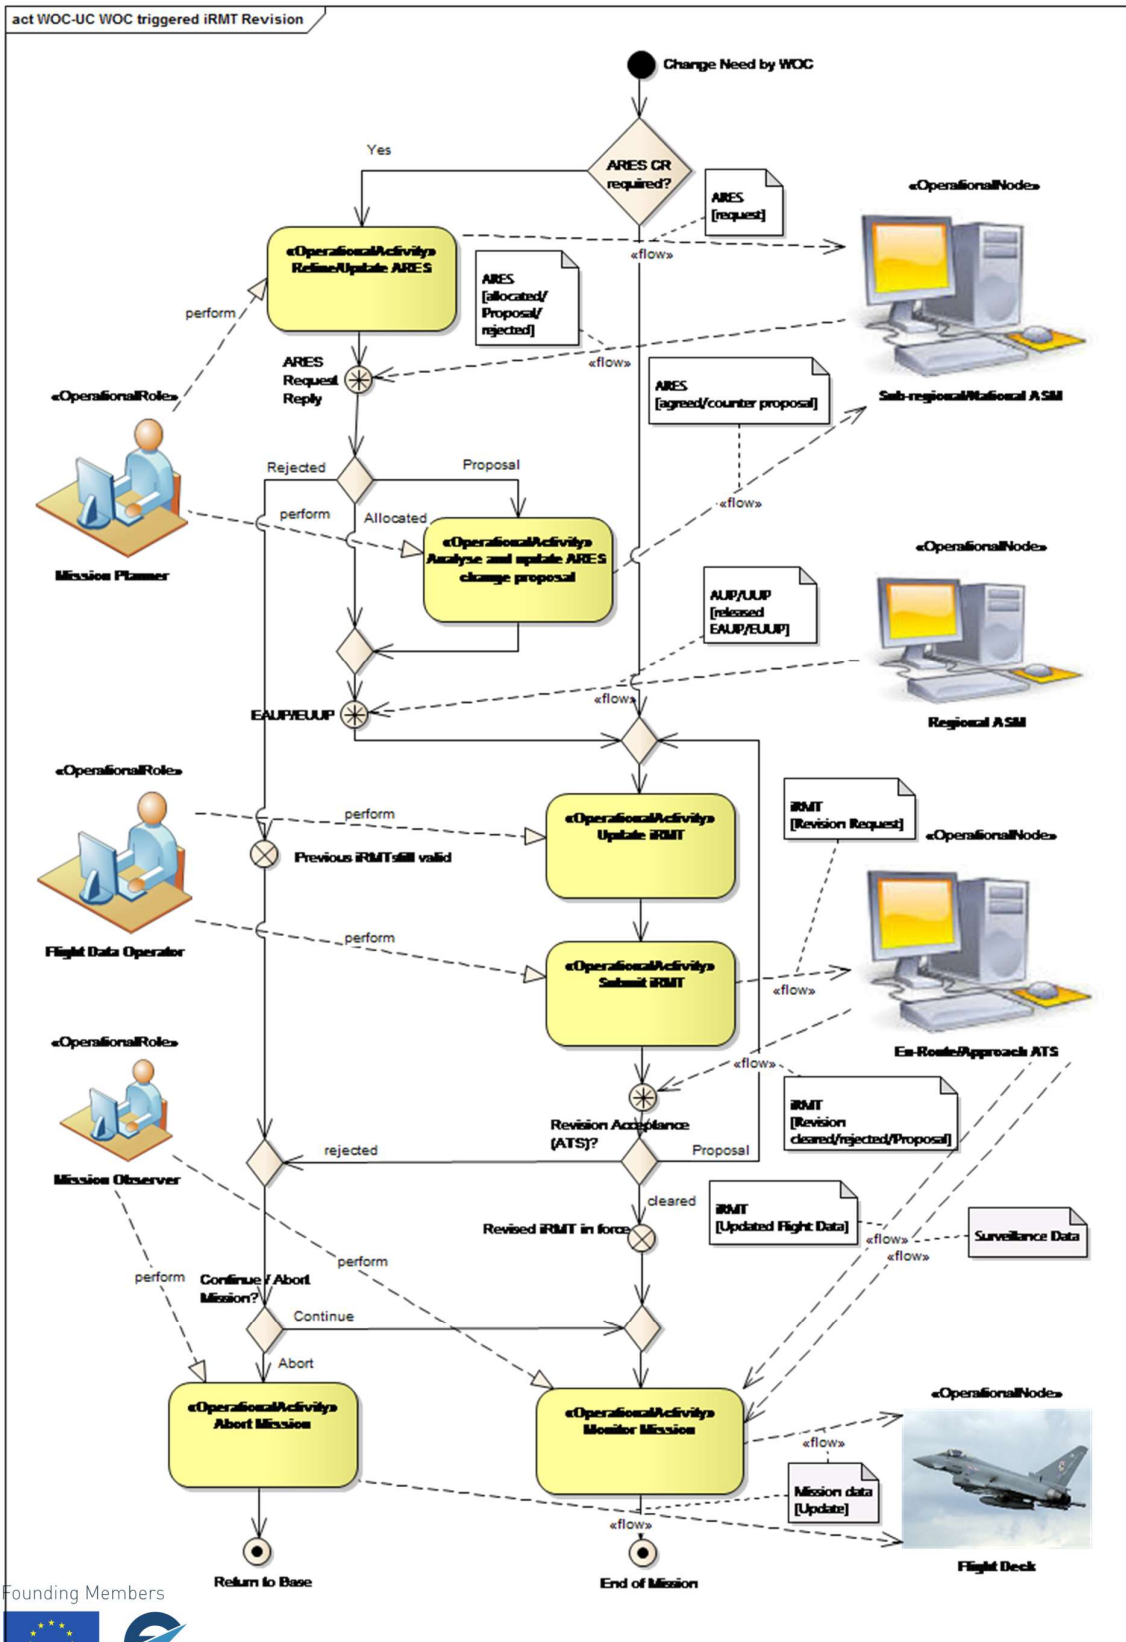 act WOC-UC WOC triggered iRMT Revision
Change Need by WOC
Yes
ARES CR
required?
ARES
[request]
«OperationalNode»
«OperationalActivity»
Refine/Update ARES
«flow»
ARES
[allocated/
Proposal/
rejected]
perform
«flow»
ARES
Request
Reply
ARES
[agreed/counter proposal]
Sub-regional/National ASM
«OperationalRole»
Rejected
Proposal
«flow»
perform
Allocated
«OperationalActivity»
Analyse and update ARES
change proposal
«OperationalNode»
Mission Planner
AUP/UUP
[released
EAUP/EUUP]
«flow»
EAUP/EUUP
Regional ASM
«OperationalRole»
iRMT
[Revision Request]
perform
«OperationalActivity»
Update iRMT
«OperationalNode»
Previous iRMT still valid
perform
Flight Data Operator
«OperationalActivity»
Submit iRMT
«flow»
«OperationalRole»
En-Route/Approach ATS
«flow»
iRMT
[Revision
cleared/rejected/Proposal]
Revision Acceptance
(ATS)?
rejected
Proposal
Mission Observer
cleared
iRMT
[Updated Flight Data]
Revised iRMT in force
«flow»
Surveillance Data
«flow»
perform
perform
Continue / Abort
Mission?
Continue
Abort
«OperationalActivity»
Abort Mission
«OperationalActivity»
Monitor Mission
«OperationalNode»
«flow»
Mission data
[Update]
«flow»
Flight Deck
Return to Base
End of Mission
Founding Members